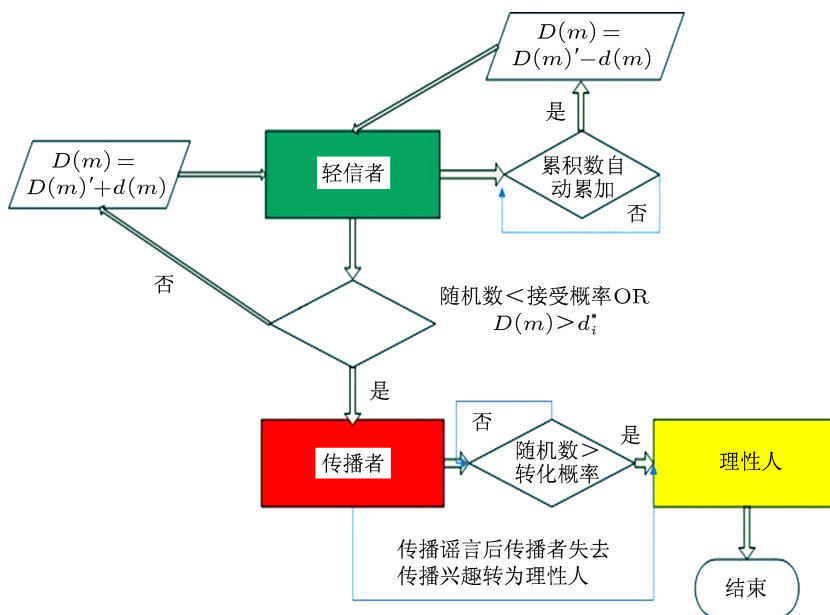 D(m)=
D(m)′−d(m)
是
D(m)=
D(m)′+d(m)
轻信者
累积数自
动累加
否
否
随机数<接受概率OR
D(m)>d_i^*
是
传播者
否
随机数>
转化概率
是
理性人
传播谣言后传播者失去
传播兴趣转为理性人
结束